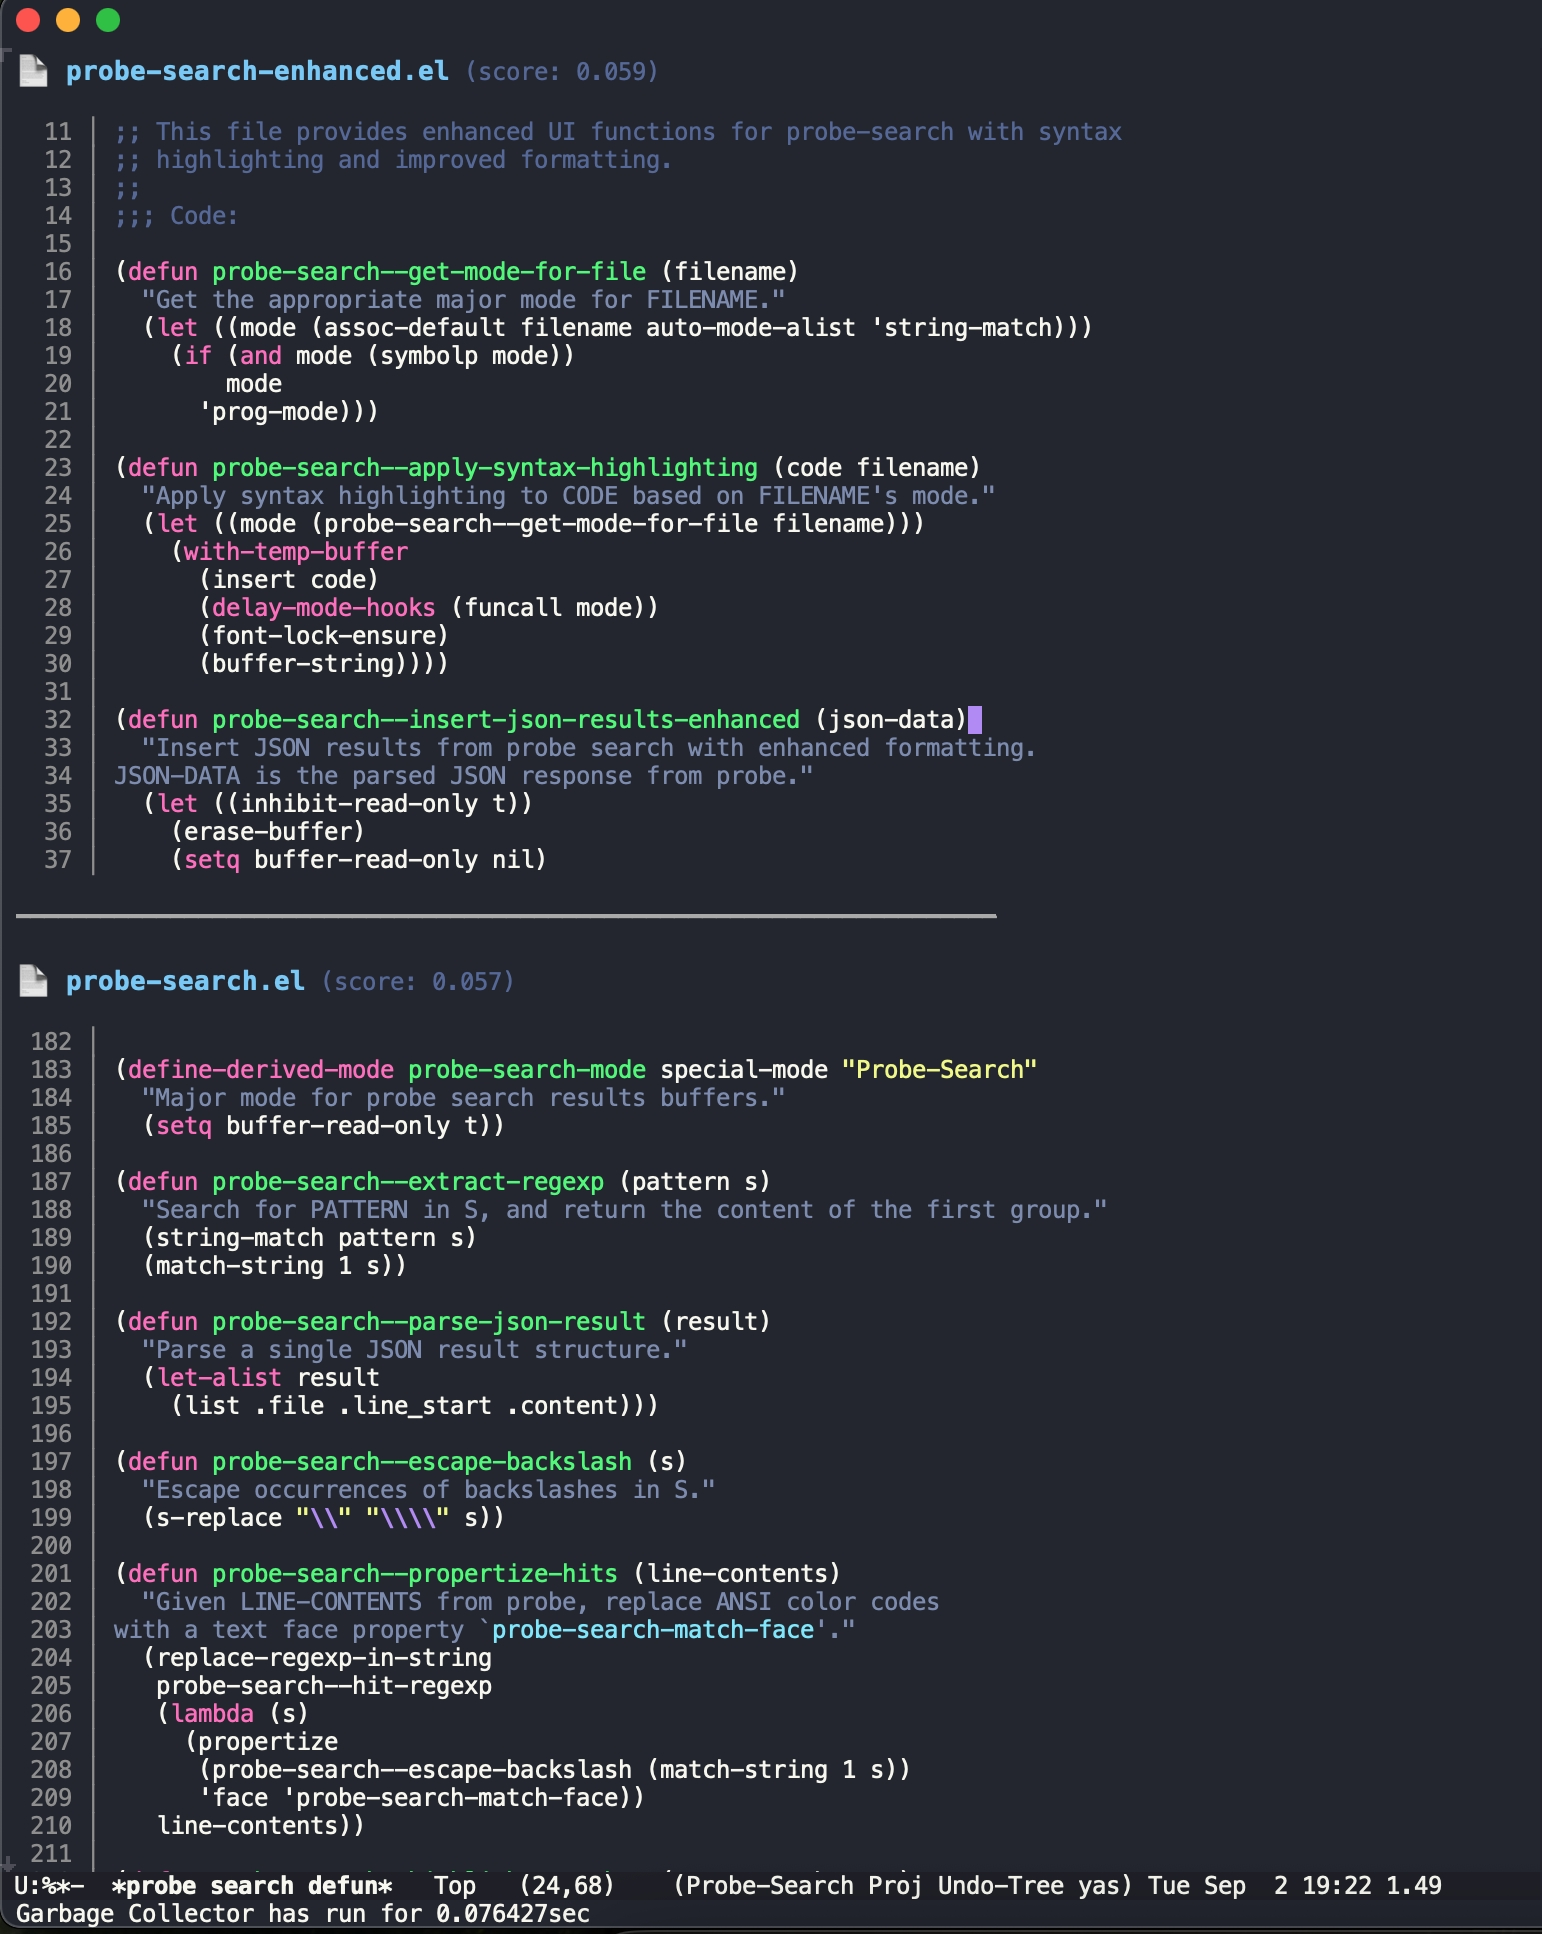 probe-search-enhanced.el (score: 0.059)
11 ;; This file provides enhanced UI functions for probe-search with syntax
12 ;; highlighting and improved formatting.
13 ;;
14 ;;; Code:
15
16 (defun probe-search--get-mode-for-file (filename)
17   "Get the appropriate major mode for FILENAME."
18   (let ((mode (assoc-default filename auto-mode-alist 'string-match)))
19     (if (and mode (symbolp mode))
20         mode
21       'prog-mode)))
22
23 (defun probe-search--apply-syntax-highlighting (code filename)
24   "Apply syntax highlighting to CODE based on FILENAME's mode."
25   (let ((mode (probe-search--get-mode-for-file filename)))
26     (with-temp-buffer
27       (insert code)
28       (delay-mode-hooks (funcall mode))
29       (font-lock-ensure)
30       (buffer-string))))
31
32 (defun probe-search--insert-json-results-enhanced (json-data)
33   "Insert JSON results from probe search with enhanced formatting.
34 JSON-DATA is the parsed JSON response from probe."
35   (let ((inhibit-read-only t))
36     (erase-buffer)
37     (setq buffer-read-only nil)
probe-search.el (score: 0.057)
182
183 (define-derived-mode probe-search-mode special-mode "Probe-Search"
184   "Major mode for probe search results buffers."
185   (setq buffer-read-only t))
186
187 (defun probe-search--extract-regexp (pattern s)
188   "Search for PATTERN in S, and return the content of the first group."
189   (string-match pattern s)
190   (match-string 1 s))
191
192 (defun probe-search--parse-json-result (result)
193   "Parse a single JSON result structure."
194   (let-alist result
195     (list .file .line_start .content)))
196
197 (defun probe-search--escape-backslash (s)
198   "Escape occurrences of backslashes in S."
199   (s-replace "\\" "\\\\" s))
200
201 (defun probe-search--propertize-hits (line-contents)
202   "Given LINE-CONTENTS from probe, replace ANSI color codes
203 with a text face property `probe-search-match-face'."
204   (replace-regexp-in-string
205    probe-search--hit-regexp
206    (lambda (s)
207      (propertize
208       (probe-search--escape-backslash (match-string 1 s))
209       'face 'probe-search-match-face))
210    line-contents))
211
U:%*-  *probe search defun*   Top   (24,68)    (Probe-Search Proj Undo-Tree yas) Tue Sep  2 19:22 1.49
Garbage Collector has run for 0.076427sec